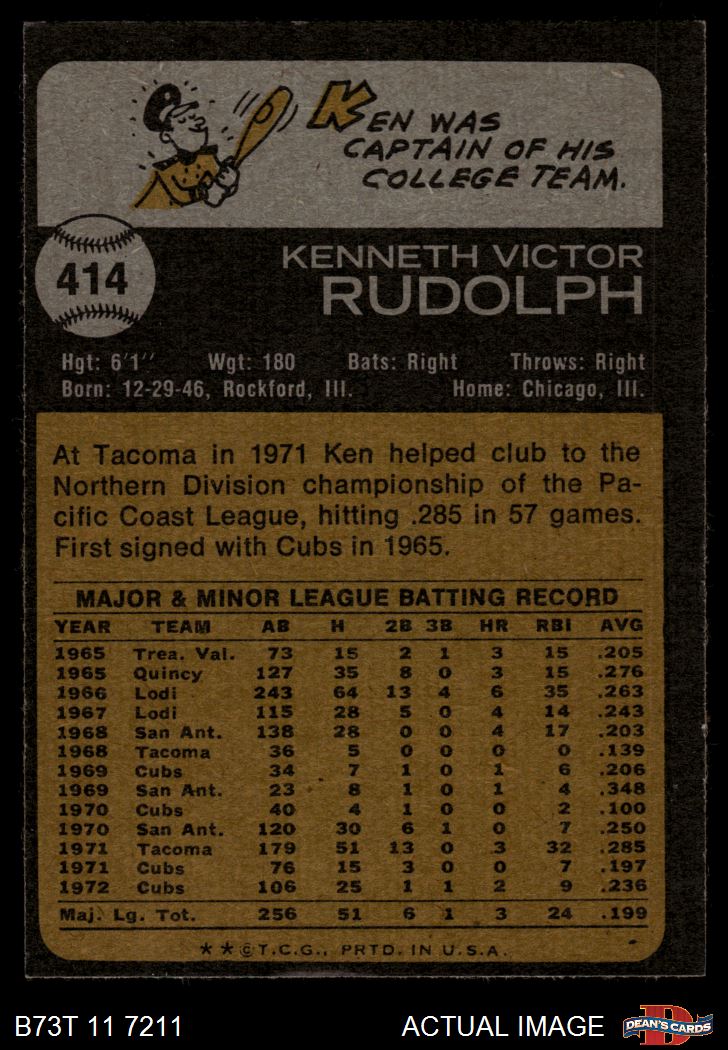 KEN WAS
CAPTAIN OF HIS
COLLEGE TEAM.
414
KENNETH VICTOR
RUDOLPH
Hgt: 6'1" Wgt: 180 Bats: Right Throws: Right
Born: 12-29-46, Rockford, Ill. Home: Chicago, Ill.
At Tacoma in 1971 Ken helped club to the
Northern Division championship of the Pa-
cific Coast League, hitting .285 in 57 games.
First signed with Cubs in 1965.
MAJOR & MINOR LEAGUE BATTING RECORD
YEAR TEAM AB H 2B 3B HR RBI AVG
1965 Trea. Val. 73 15 2 1 3 15 .205
1965 Quincy 127 35 8 0 3 15 .276
1966 Lodi 243 64 13 4 6 35 .263
1967 Lodi 115 28 5 0 4 14 .243
1968 San Ant. 138 28 0 0 4 17 .203
1968 Tacoma 36 5 0 0 0 0 .139
1969 Cubs 34 7 1 0 1 6 .206
1969 San Ant. 23 8 1 0 1 4 .348
1970 Cubs 40 4 1 0 0 2 .100
1970 San Ant. 120 30 6 1 0 7 .250
1971 Tacoma 179 51 13 0 3 32 .285
1971 Cubs 76 15 3 0 0 7 .197
1972 Cubs 106 25 1 1 2 9 .236
Maj. Lg. Tot. 256 51 6 1 3 24 .199
**©T.C.G., PRTD. IN U.S.A.
B73T 11 7211 ACTUAL IMAGE
D
DEAN'S CARDS